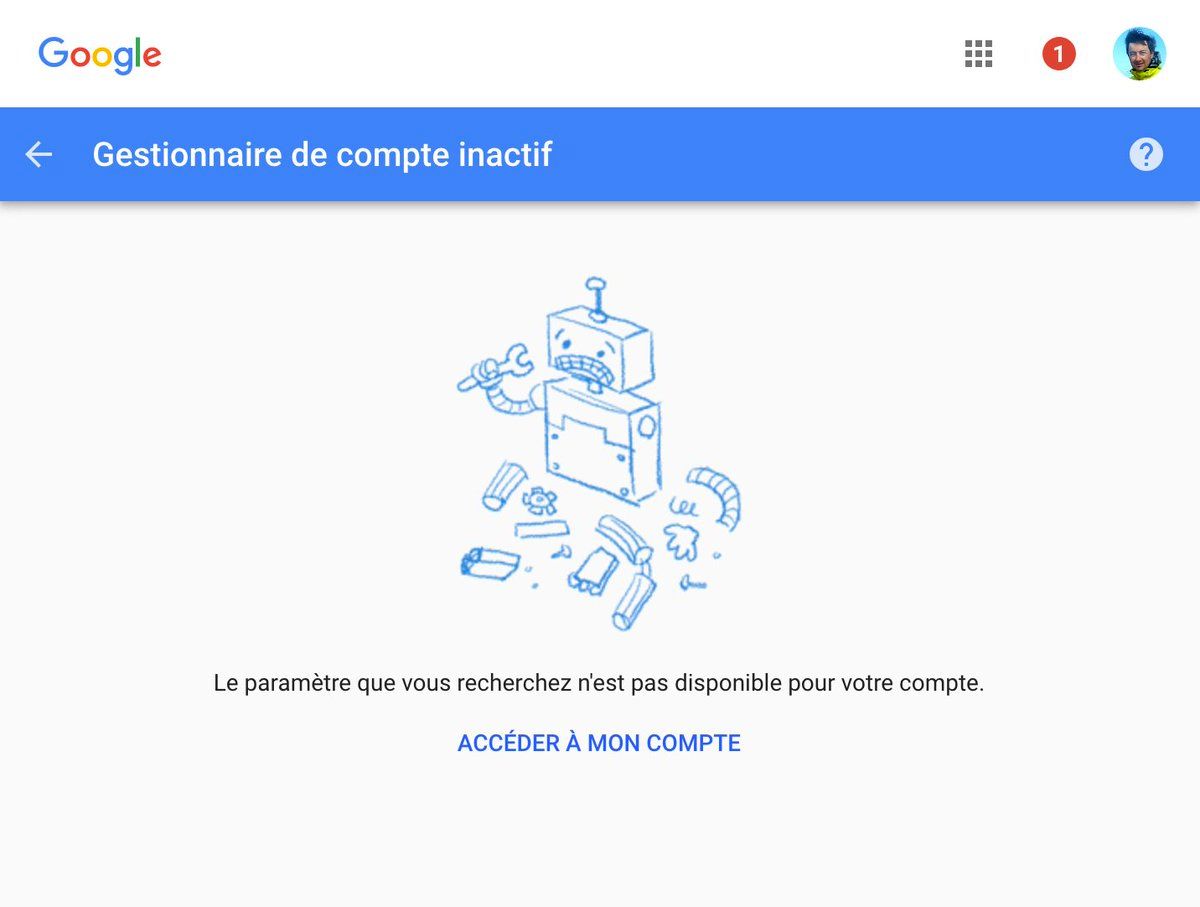 Google
1
Gestionnaire de compte inactif
?
Le paramètre que vous recherchez n'est pas disponible pour votre compte.
ACCÉDER À MON COMPTE